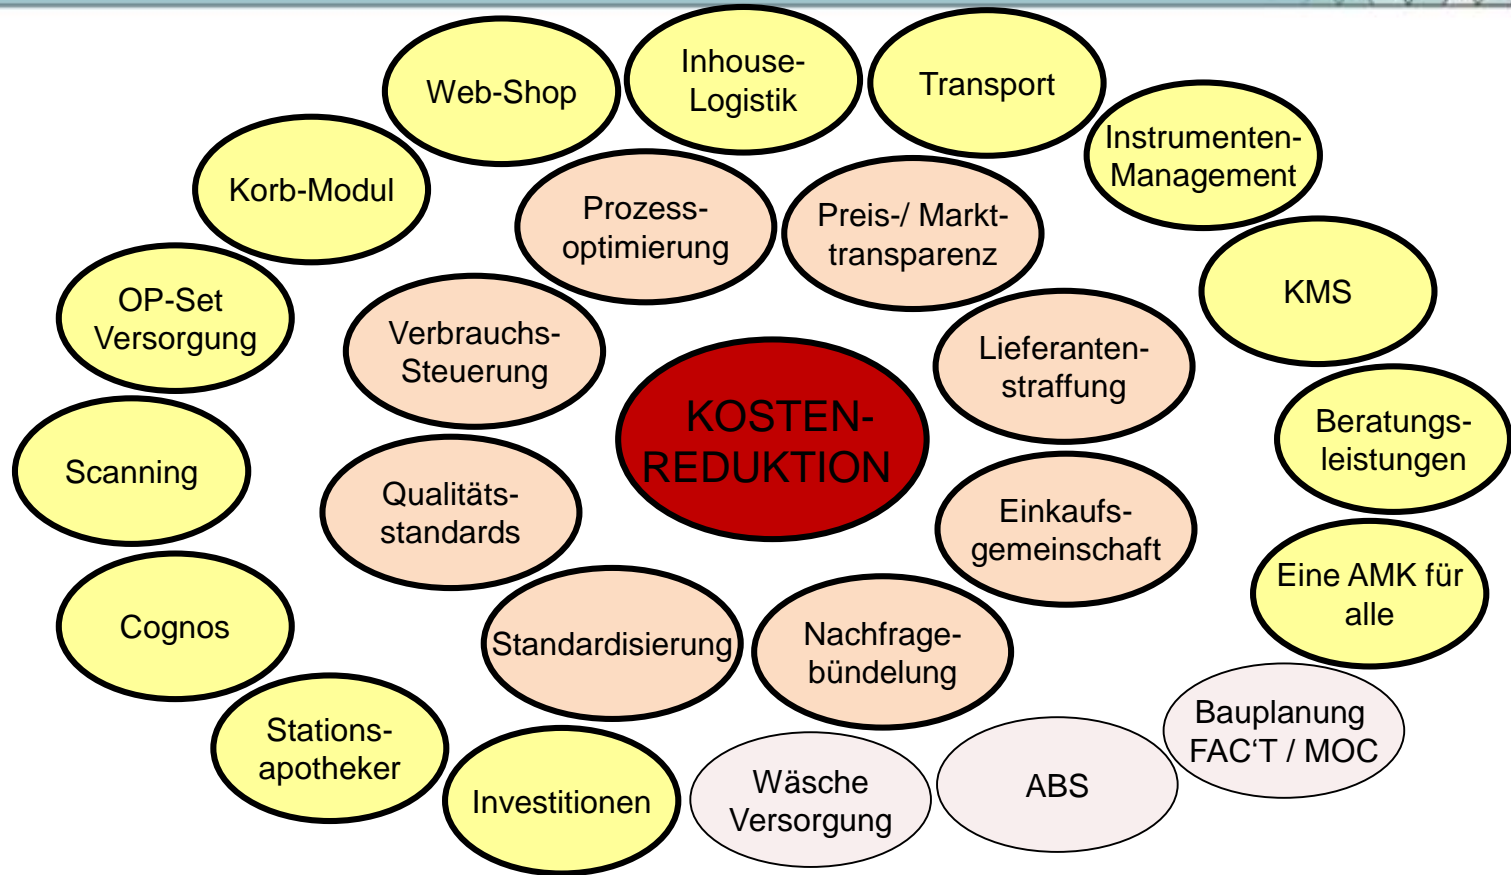 Web-Shop
Inhouse-
Logistik
Transport
Instrumenten-
Management
Korb-Modul
Prozess-
optimierung
Preis-/ Markt-
transparenz
KMS
OP-Set
Versorgung
Verbrauchs-
Steuerung
Lieferanten-
straffung
KOSTEN-
REDUKTION
Beratungs-
leistungen
Scanning
Qualitäts-
standards
Einkaufs-
gemeinschaft
Eine AMK für
alle
Cognos
Standardisierung
Nachfrage-
bündelung
Stations-
apotheker
Investitionen
Wäsche
Versorgung
ABS
Bauplanung
FAC‘T / MOC